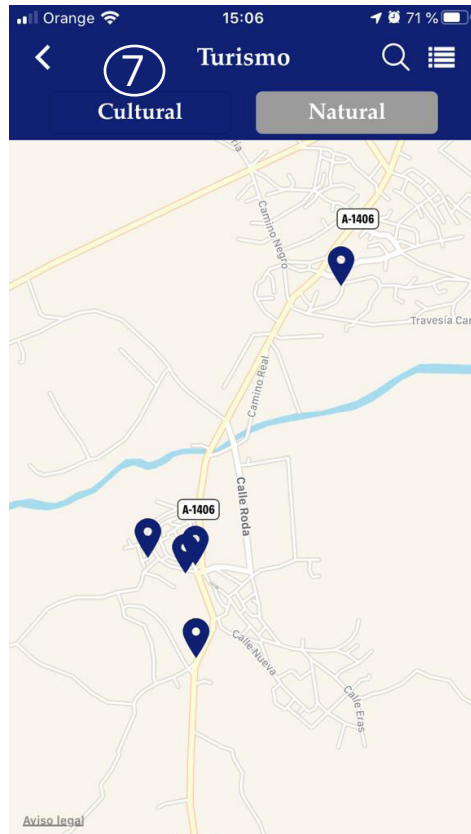 Orange 15:06 71 %
7 Turismo
Cultural Natural
Camino Negro
A-1406
Travesía Car
Camino Real
A-1406
Calle Roda
Calle Nueva
Calle Eras
Aviso legal